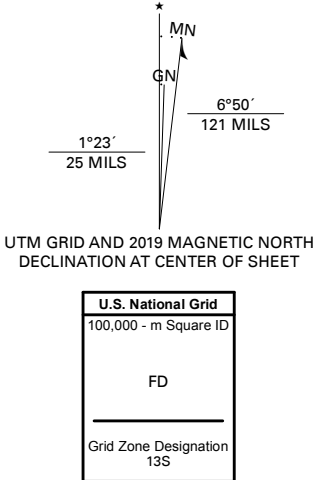 ★
MN
GN
6°50´
121 MILS
1°23´
25 MILS
UTM GRID AND 2019 MAGNETIC NORTH
DECLINATION AT CENTER OF SHEET
U.S. National Grid
100,000 - m Square ID
FD
Grid Zone Designation
13S